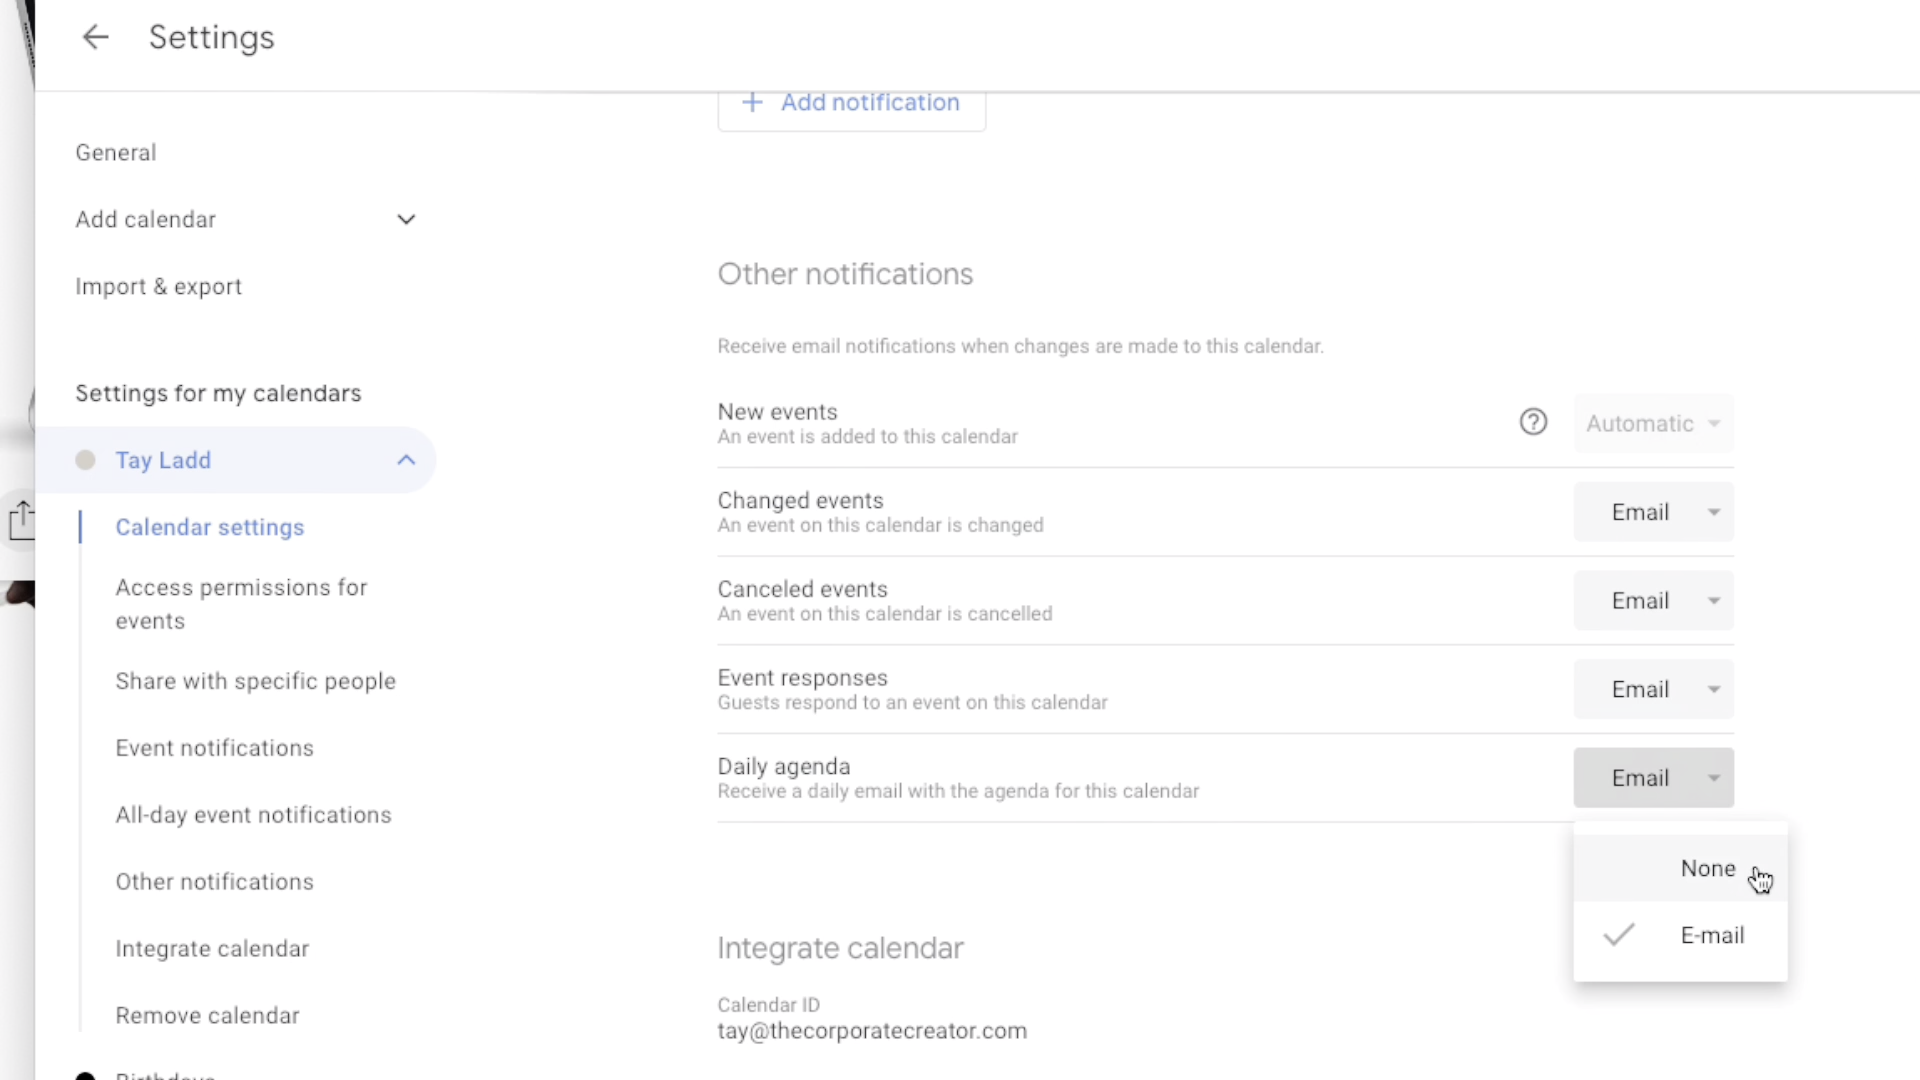 Settings
+ Add notification
General
Add calendar
Import & export
Settings for my calendars
Tay Ladd
Calendar settings
Access permissions for
events
Share with specific people
Event notifications
All-day event notifications
Other notifications
Integrate calendar
Remove calendar
Birthdays
Other notifications
Receive email notifications when changes are made to this calendar.
New events
An event is added to this calendar
Automatic
Changed events
An event on this calendar is changed
Email
Canceled events
An event on this calendar is cancelled
Email
Event responses
Guests respond to an event on this calendar
Email
Daily agenda
Receive a daily email with the agenda for this calendar
Email
None
E-mail
Integrate calendar
Calendar ID
tay@thecorporatecreator.com